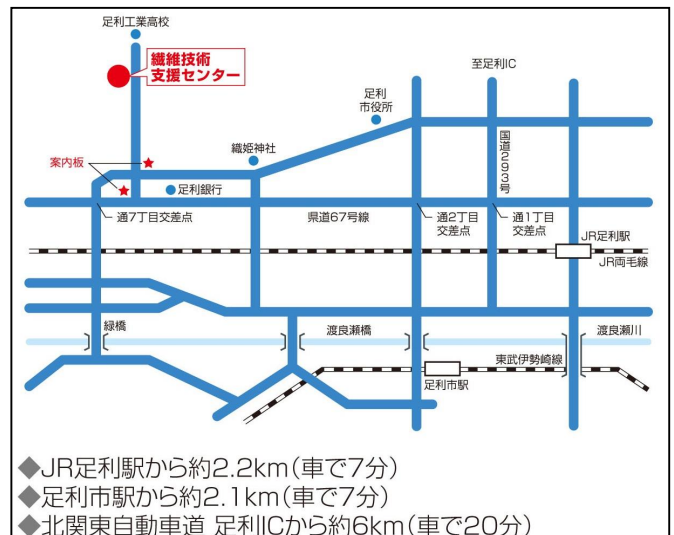 足利工業高校
繊維技術
支援センター
至足利IC
足利
市役所
織姫神社
国道293号
案内板
足利銀行
通7丁目交差点
県道67号線
通2丁目
交差点
通1丁目
交差点
JR足利駅
JR両毛線
緑橋
渡良瀬橋
渡良瀬川
東武伊勢崎線
足利市駅
◆JR足利駅から約2.2km(車で7分)
◆足利市駅から約2.1km(車で7分)
◆北関東自動車道 足利ICから約6km(車で20分)